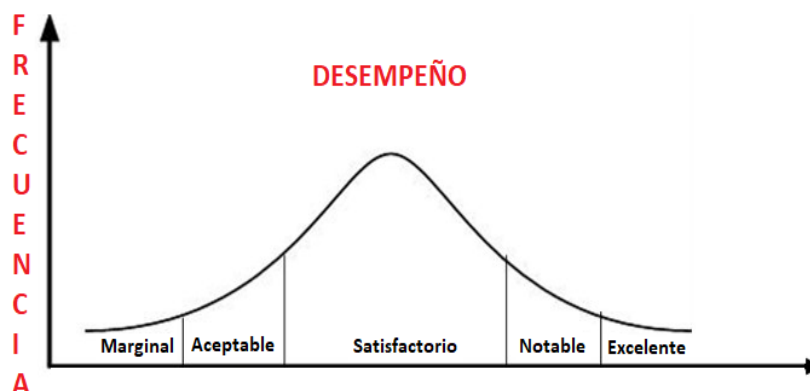 FRECUENCIA
DESEMPEÑO
Marginal
Aceptable
Satisfactorio
Notable
Excelente